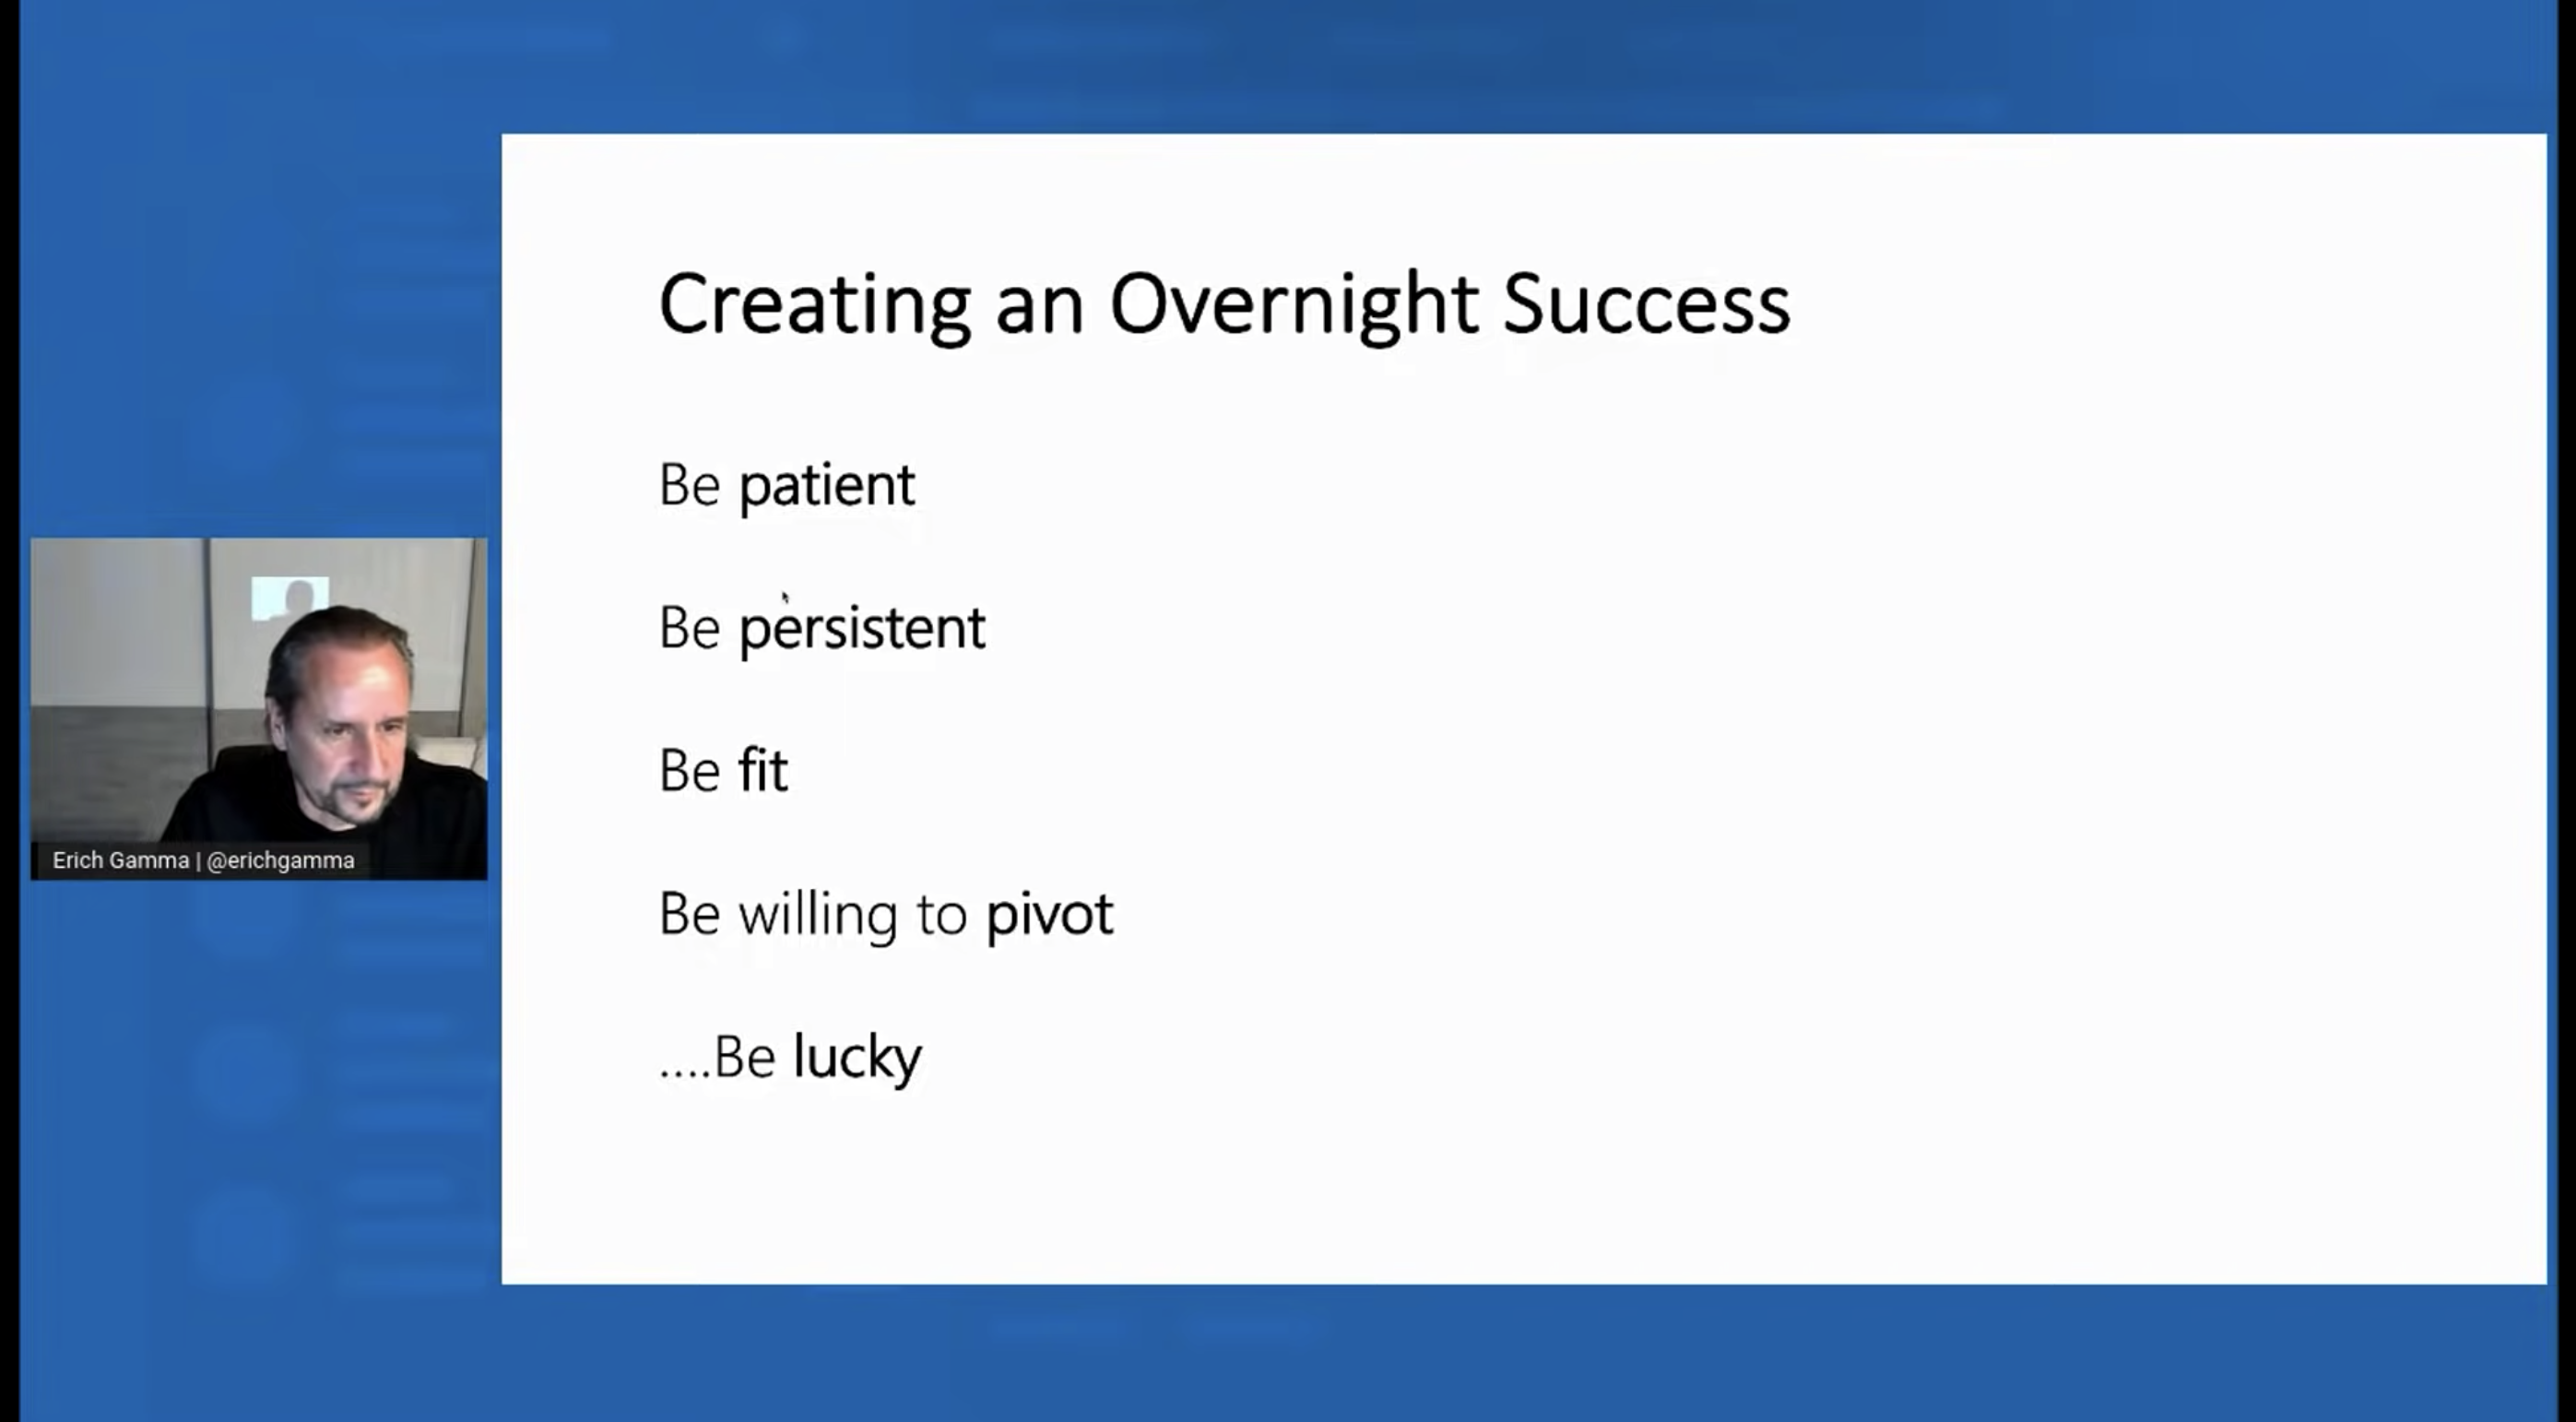 Creating an Overnight Success
Be patient
Be persistent
Be fit
Be willing to pivot
....Be lucky
Erich Gamma | @erichgamma